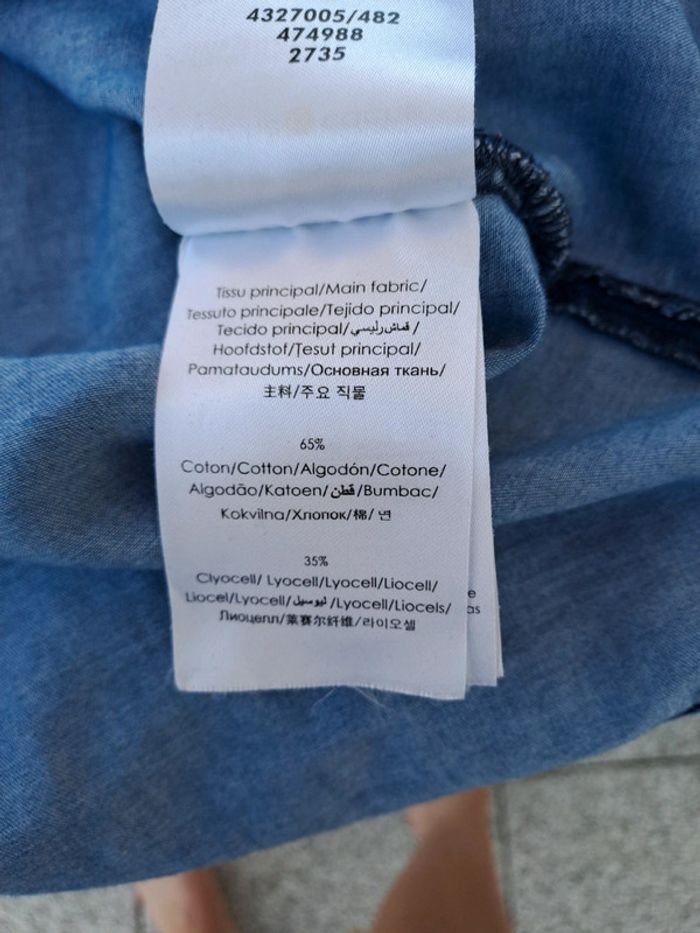 4327005/482
474988
2735
Tissu principal/Main fabric/
Tessuto principale/Tejido principal/
Tecido principal/قماش رئيسي/
Hoofdstof/Țesut principal/
Pamataudums/Основная ткань/
主料/주요 직물
65%
Coton/Cotton/Algodón/Cotone/
Algodão/Katoen/قطن/Bumbac/
Kokvilna/Хлопок/棉/ 년
35%
Clyocell/ Lyocell/Lyocell/Liocell/
Liocel/Lyocell/ليوسيل/Lyocell/Liocels/
Лиоцелл/莱赛尔纤维/라이오셀
e
as